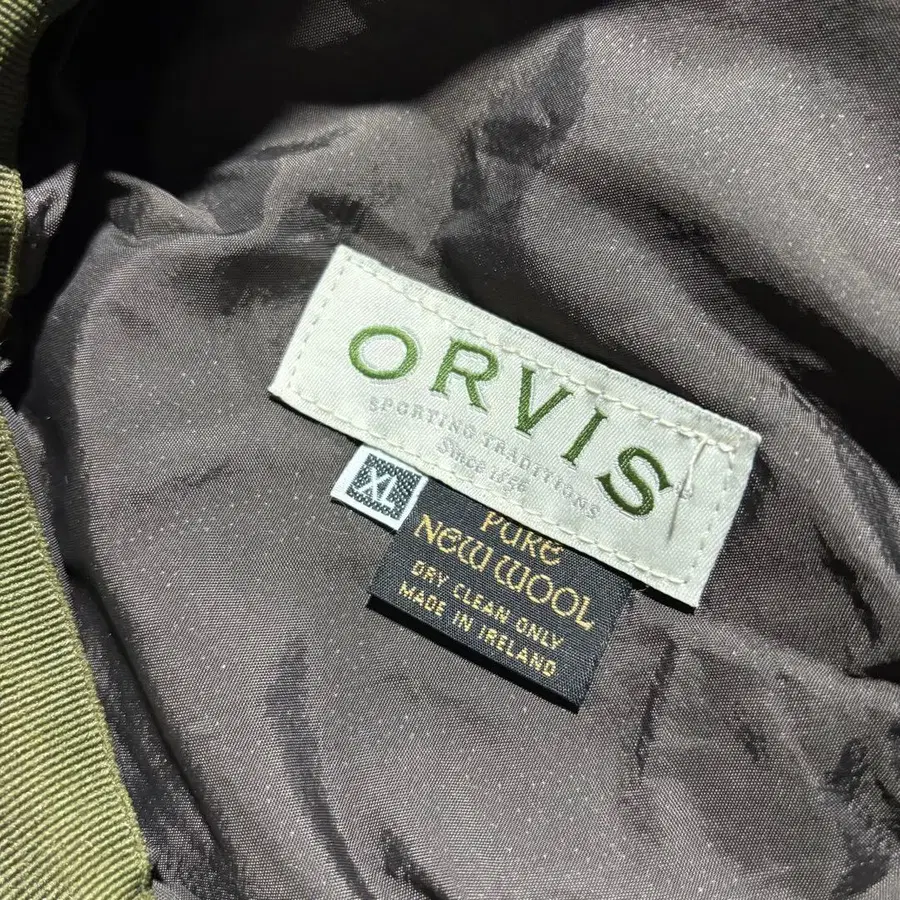 ORVIS
SPORTING TRADITIONS
Since 1856
XL
PURE
NEW WOOL
DRY CLEAN ONLY
MADE IN IRELAND